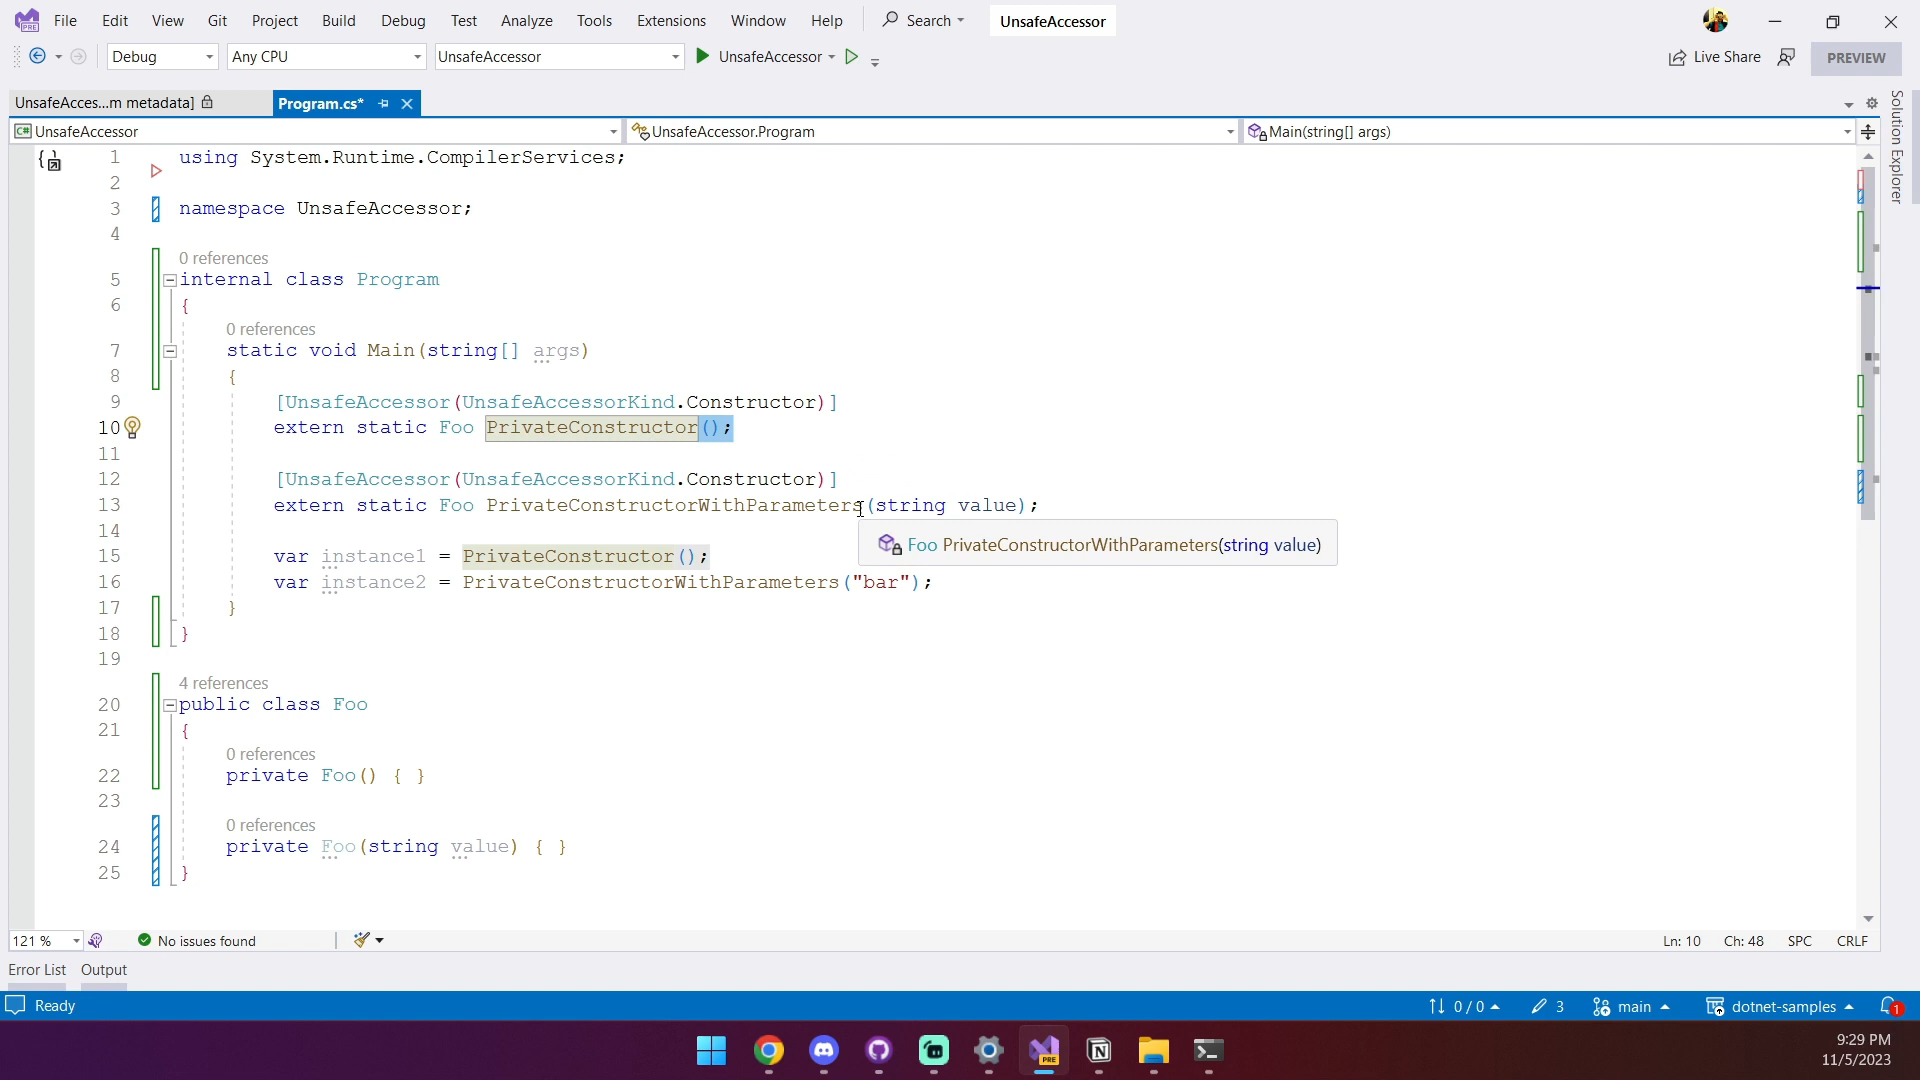 File Edit View Git Project Build Debug Test Analyze Tools Extensions Window Help Search UnsafeAccessor
Debug Any CPU UnsafeAccessor UnsafeAccessor Live Share PREVIEW
UnsafeAcces...m metadata] Program.cs*
C# UnsafeAccessor UnsafeAccessor.Program Main(string[] args)
Solution Explorer
1 using System.Runtime.CompilerServices;
2
3 namespace UnsafeAccessor;
4
0 references
5 internal class Program
6 {
0 references
7 static void Main(string[] args)
8 {
9 [UnsafeAccessor(UnsafeAccessorKind.Constructor)]
10 extern static Foo PrivateConstructor();
11
12 [UnsafeAccessor(UnsafeAccessorKind.Constructor)]
13 extern static Foo PrivateConstructorWithParameters(string value);
14
Foo PrivateConstructorWithParameters(string value)
15 var instance1 = PrivateConstructor();
16 var instance2 = PrivateConstructorWithParameters("bar");
17 }
18 }
19
4 references
20 public class Foo
21 {
0 references
22 private Foo() { }
23
0 references
24 private Foo(string value) { }
25 }
121 % No issues found Ln: 10 Ch: 48 SPC CRLF
Error List Output
Ready 0 / 0 3 main dotnet-samples 1
PRE
9:29 PM
11/5/2023